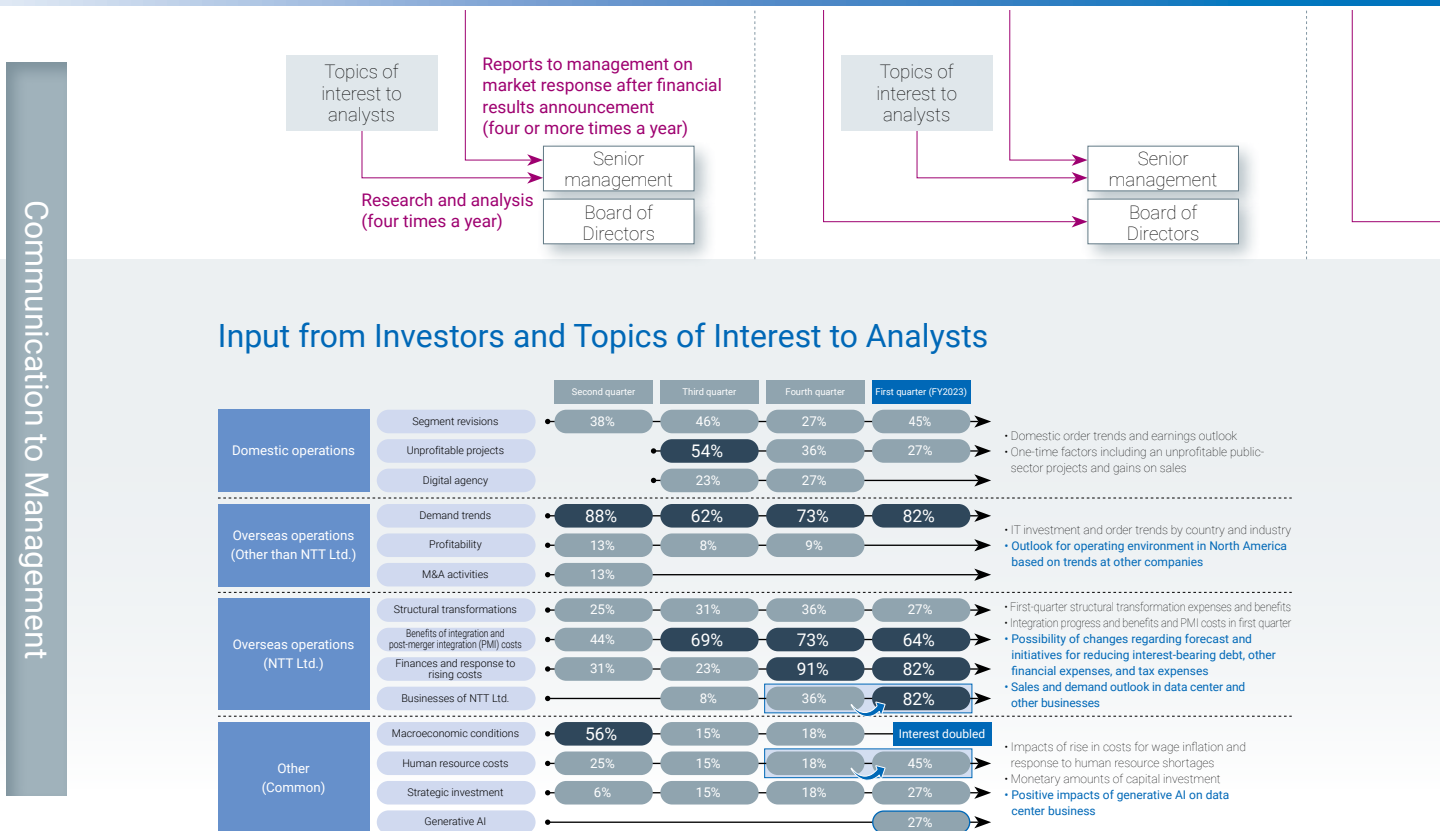 Communication to Management
Topics of
interest to
analysts
Reports to management on
market response after financial
results announcement
(four or more times a year)
Senior
management
Research and analysis
(four times a year)
Board of
Directors
Topics of
interest to
analysts
Senior
management
Board of
Directors
Input from Investors and Topics of Interest to Analysts
Second quarter Third quarter Fourth quarter First quarter (FY2023)
Domestic operations
Segment revisions 38% 46% 27% 45%
Unprofitable projects 54% 36% 27%
Digital agency 23% 27%
• Domestic order trends and earnings outlook
• One-time factors including an unprofitable public-
sector projects and gains on sales
Overseas operations
(Other than NTT Ltd.)
Demand trends 88% 62% 73% 82%
Profitability 13% 8% 9%
M&A activities 13%
• IT investment and order trends by country and industry
• Outlook for operating environment in North America
based on trends at other companies
Overseas operations
(NTT Ltd.)
Structural transformations 25% 31% 36% 27%
Benefits of integration and
post-merger integration (PMI) costs 44% 69% 73% 64%
Finances and response to
rising costs 31% 23% 91% 82%
Businesses of NTT Ltd. 8% 36% 82%
• First-quarter structural transformation expenses and benefits
• Integration progress and benefits and PMI costs in first quarter
• Possibility of changes regarding forecast and
initiatives for reducing interest-bearing debt, other
financial expenses, and tax expenses
• Sales and demand outlook in data center and
other businesses
Other
(Common)
Macroeconomic conditions 56% 15% 18% Interest doubled
Human resource costs 25% 15% 18% 45%
Strategic investment 6% 15% 18% 27%
Generative AI 27%
• Impacts of rise in costs for wage inflation and
response to human resource shortages
• Monetary amounts of capital investment
• Positive impacts of generative AI on data
center business